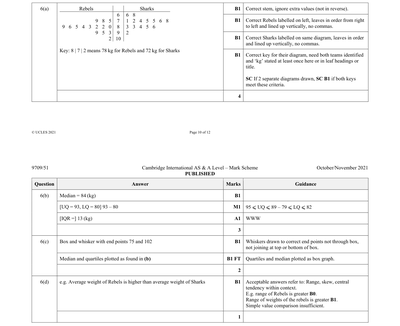 6(a)
Rebels Sharks
6 6 8
9 8 5 7 1 2 4 5 5 6 8
9 6 5 4 3 2 2 0 8 3 3 4 5 6
9 5 3 9 2
2 10
Key: 8 | 7 | 2 means 78 kg for Rebels and 72 kg for Sharks
B1 Correct stem, ignore extra values (not in reverse).
B1 Correct Rebels labelled on left, leaves in order from right to left and lined up vertically, no commas.
B1 Correct Sharks labelled on same diagram, leaves in order and lined up vertically, no commas.
B1 Correct key for their diagram, need both teams identified and 'kg' stated at least once here or in leaf headings or title.
SC If 2 separate diagrams drawn, SC B1 if both keys meet these criteria.
4
© UCLES 2021 Page 10 of 12
9709/51 Cambridge International AS & A Level – Mark Scheme October/November 2021
PUBLISHED
Question Answer Marks Guidance
6(b) Median = 84 (kg) B1
[UQ = 93, LQ = 80] 93 – 80 M1 95 ⩽ UQ ⩽ 89 – 79 ⩽ LQ ⩽ 82
[IQR =] 13 (kg) A1 WWW
3
6(c) Box and whisker with end points 75 and 102 B1 Whiskers drawn to correct end points not through box, not joining at top or bottom of box.
Median and quartiles plotted as found in (b) B1 FT Quartiles and median plotted as box graph.
2
6(d) e.g. Average weight of Rebels is higher than average weight of Sharks B1 Acceptable answers refer to: Range, skew, central tendency within context.
E.g. range of Rebels is greater B0.
Range of weights of the rebels is greater B1.
Simple value comparison insufficient.
1